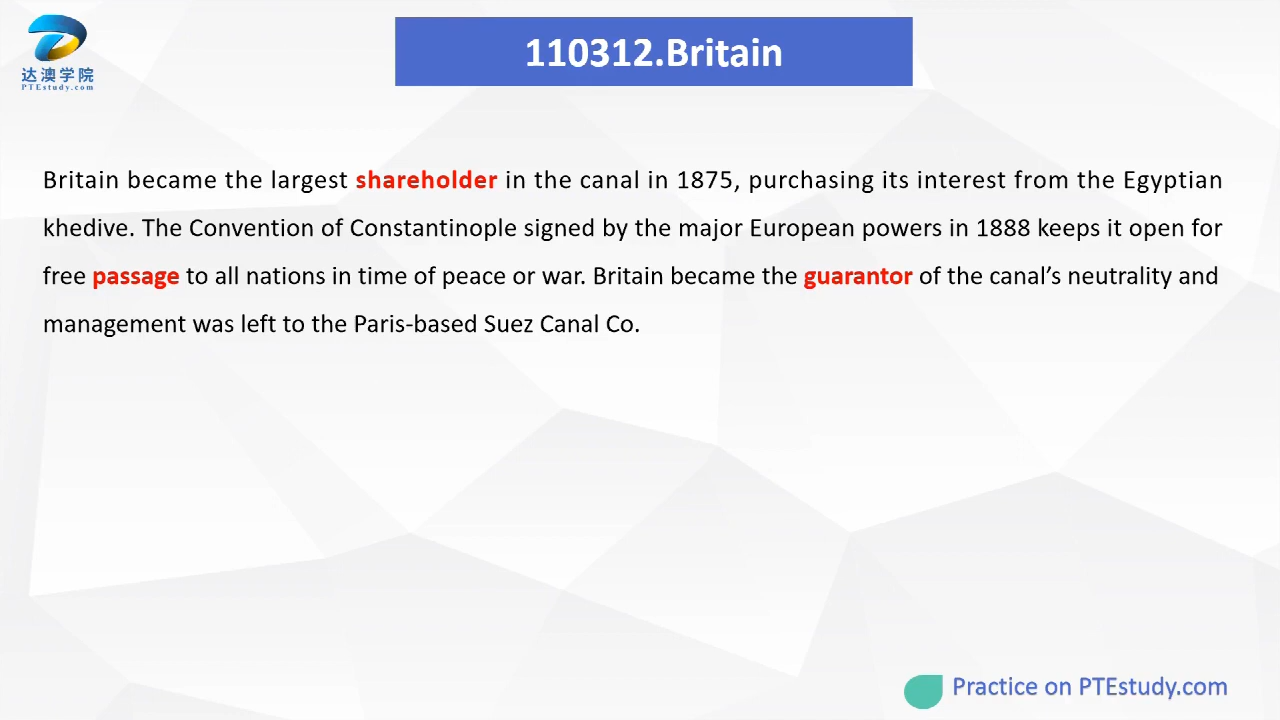 达澳学院
PTEstudy.com
110312.Britain
Britain became the largest shareholder in the canal in 1875, purchasing its interest from the Egyptian
khedive. The Convention of Constantinople signed by the major European powers in 1888 keeps it open for
free passage to all nations in time of peace or war. Britain became the guarantor of the canal’s neutrality and
management was left to the Paris-based Suez Canal Co.
Practice on PTEstudy.com